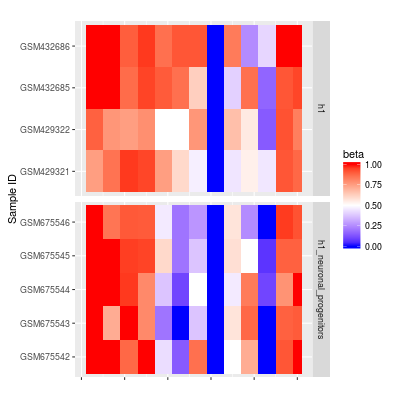 GSM432686
GSM432685
GSM429322
GSM429321
h1
GSM675546
GSM675545
GSM675544
GSM675543
GSM675542
h1_neuronal_progenitors
Sample ID
beta
1.00
0.75
0.50
0.25
0.00